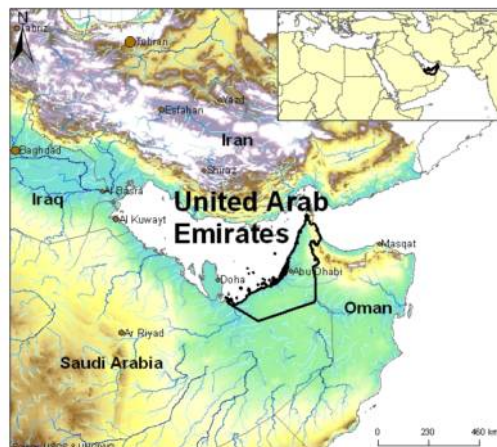 N
Tabriz
Tehran
Esfahan
Yazd
Iran
Baghdad
Shiraz
Iraq
Al Basra
Al Kuwayt
United Arab
Emirates
Masqat
Doha
Abu Dhabi
Oman
Ar Riyad
Saudi Arabia
0 230 460 km